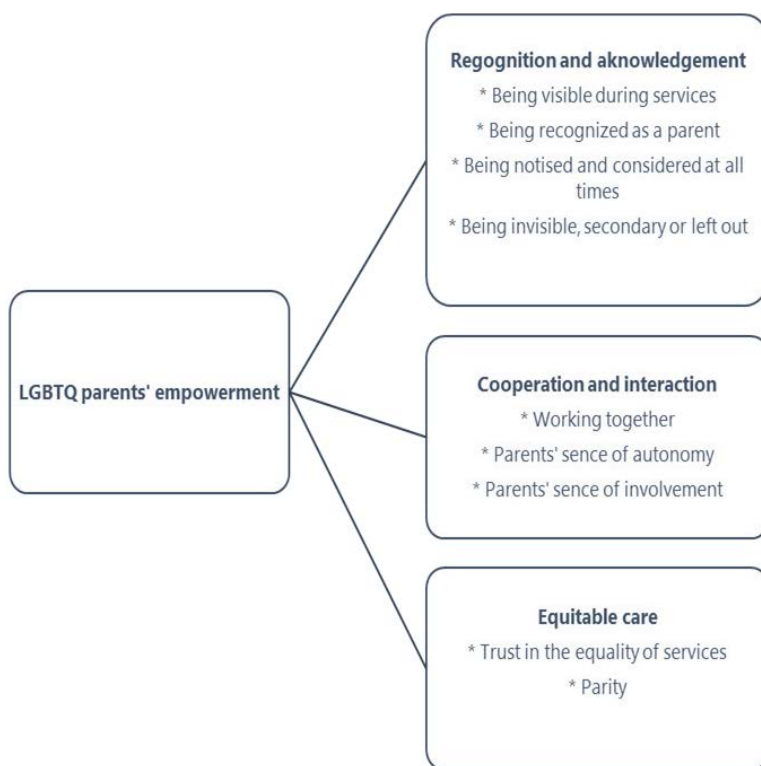 Regognition and aknowledgement
* Being visible during services
* Being recognized as a parent
* Being notised and considered at all
times
* Being invisible, secondary or left out
LGBTQ parents' empowerment
Cooperation and interaction
* Working together
* Parents' sence of autonomy
* Parents' sence of involvement
Equitable care
* Trust in the equality of services
* Parity